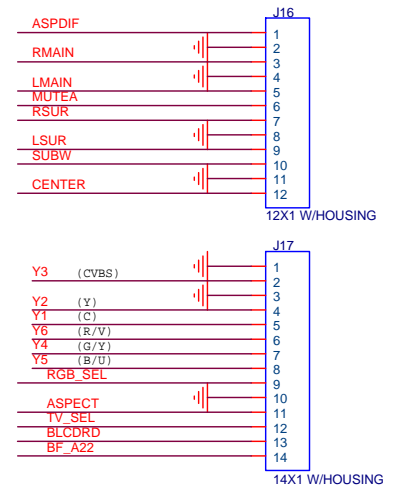 J16
ASPDIF 1
2
RMAIN 3
4
LMAIN 5
MUTEA 6
RSUR 7
8
LSUR 9
SUBW 10
11
CENTER 12
12X1 W/HOUSING
J17
1
Y3 (CVBS) 2
3
Y2 (Y) 4
Y1 (C) 5
Y6 (R/V) 6
Y4 (G/Y) 7
Y5 (B/U) 8
RGB_SEL 9
10
ASPECT 11
TV_SEL 12
BLCDRD 13
BF_A22 14
14X1 W/HOUSING